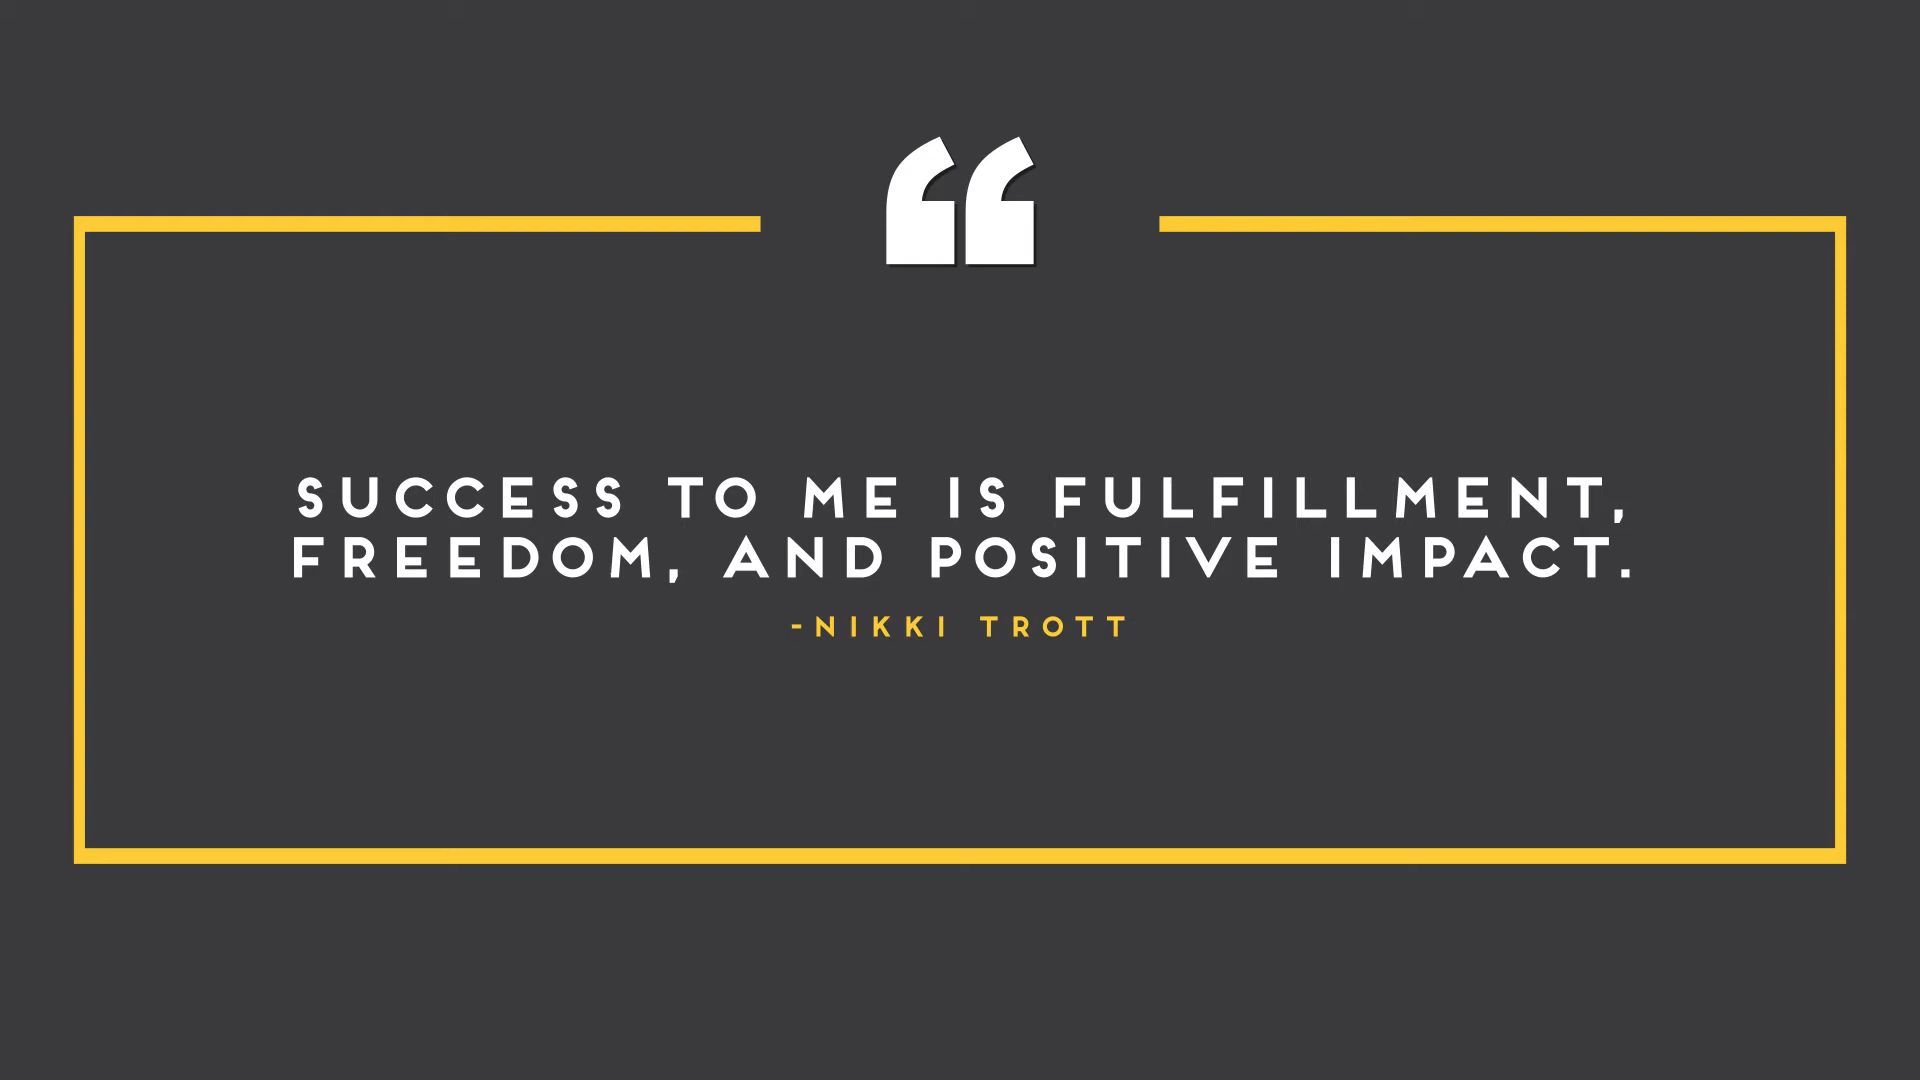 “
SUCCESS TO ME IS FULFILLMENT,
FREEDOM, AND POSITIVE IMPACT.
-NIKKI TROTT